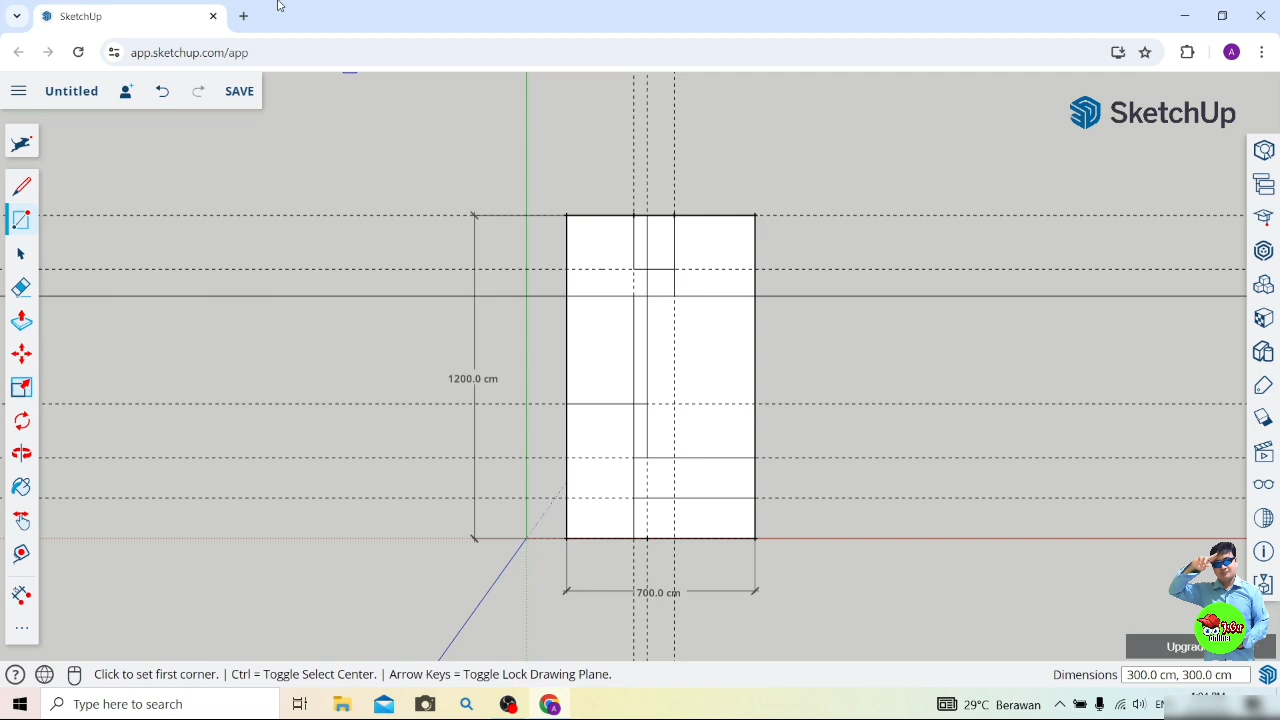 SketchUp
app.sketchup.com/app
A
Untitled
SAVE
SketchUp
1200.0 cm
700.0 cm
Click to set first corner. | Ctrl = Toggle Select Center. | Arrow Keys = Toggle Lock Drawing Plane.
Dimensions
300.0 cm, 300.0 cm
Type here to search
29°C Berawan